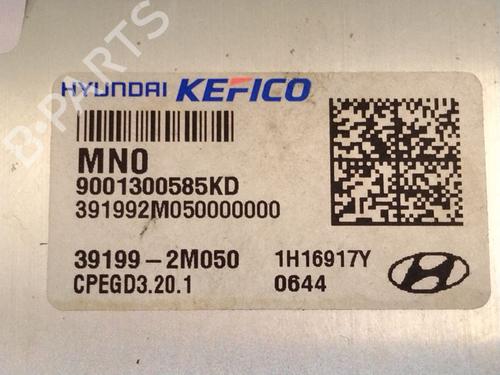 B-PARTS
HYUNDAI KEFICO
MN0
9001300585KD
391992M050000000
39199-2M050 1H16917Y
CPEGD3.20.1 0644